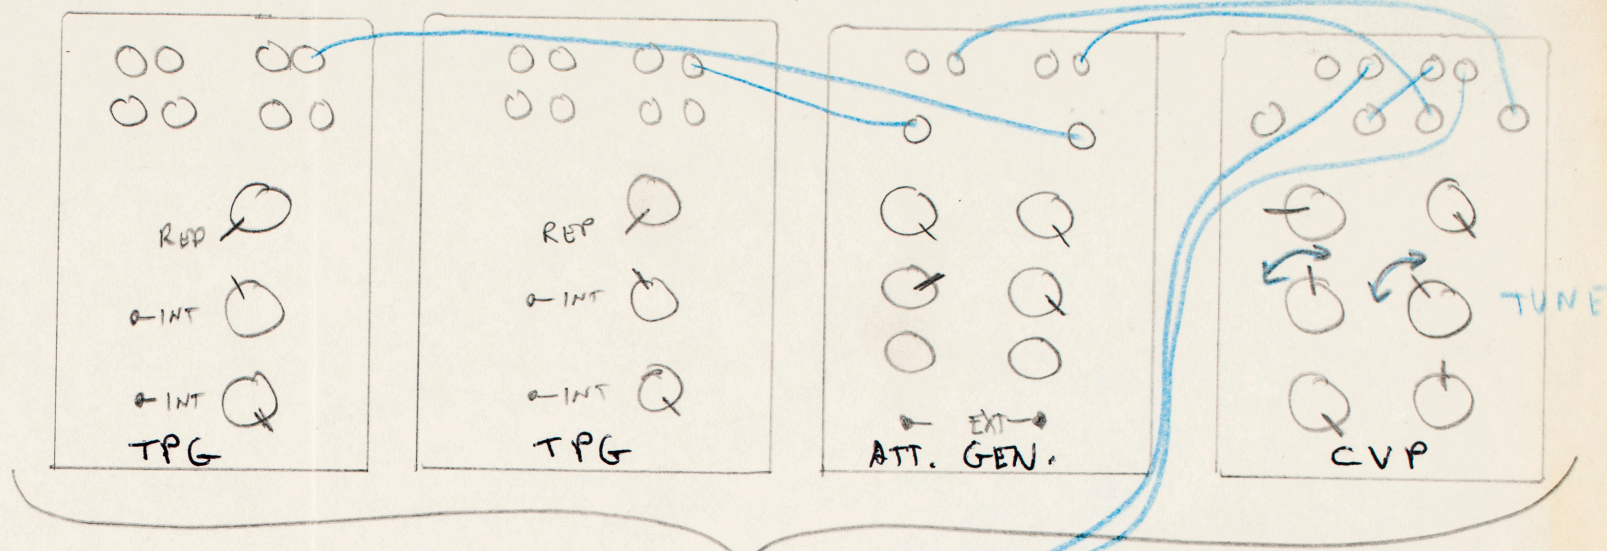 REP
INT
INT
TPG
REP
INT
INT
TPG
EXT
ATT. GEN.
TUNE
CVP